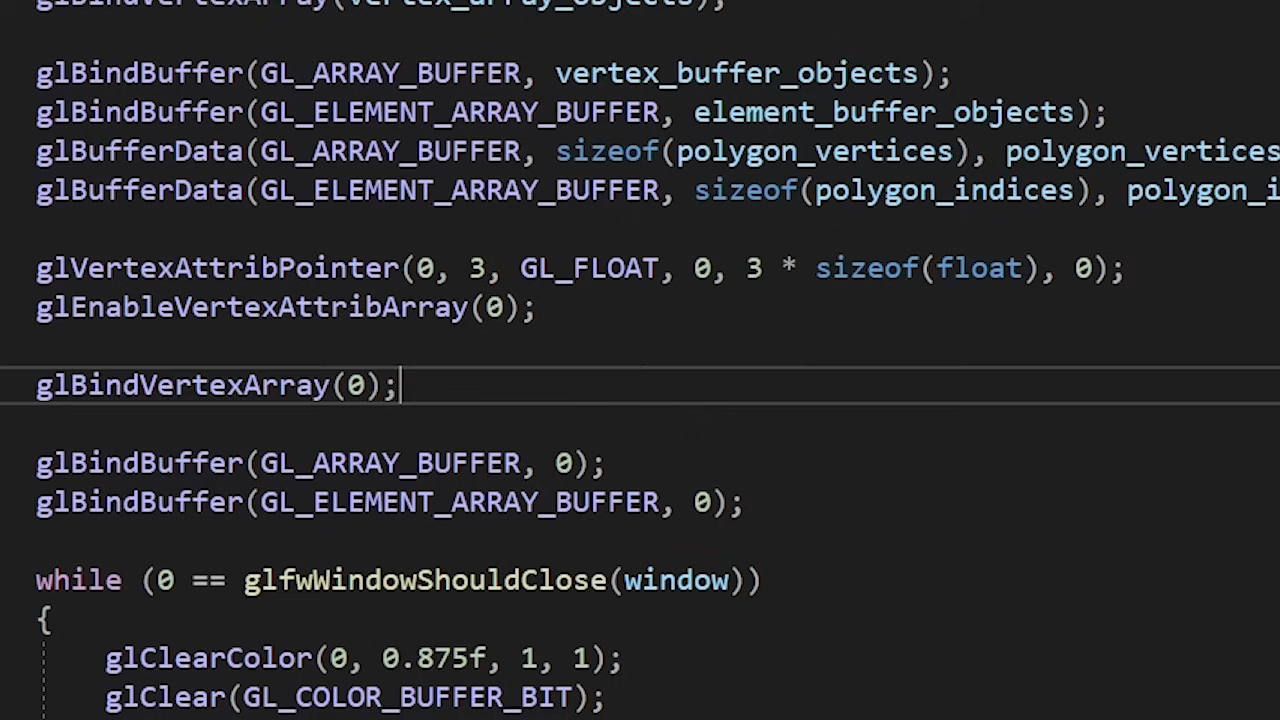 glBindVertexArray(vertex_array_objects);
glBindBuffer(GL_ARRAY_BUFFER, vertex_buffer_objects);
glBindBuffer(GL_ELEMENT_ARRAY_BUFFER, element_buffer_objects);
glBufferData(GL_ARRAY_BUFFER, sizeof(polygon_vertices), polygon_vertices
glBufferData(GL_ELEMENT_ARRAY_BUFFER, sizeof(polygon_indices), polygon_i
glVertexAttribPointer(0, 3, GL_FLOAT, 0, 3 * sizeof(float), 0);
glEnableVertexAttribArray(0);
glBindVertexArray(0);
glBindBuffer(GL_ARRAY_BUFFER, 0);
glBindBuffer(GL_ELEMENT_ARRAY_BUFFER, 0);
while (0 == glfwWindowShouldClose(window))
{
    glClearColor(0, 0.875f, 1, 1);
    glClear(GL_COLOR_BUFFER_BIT);